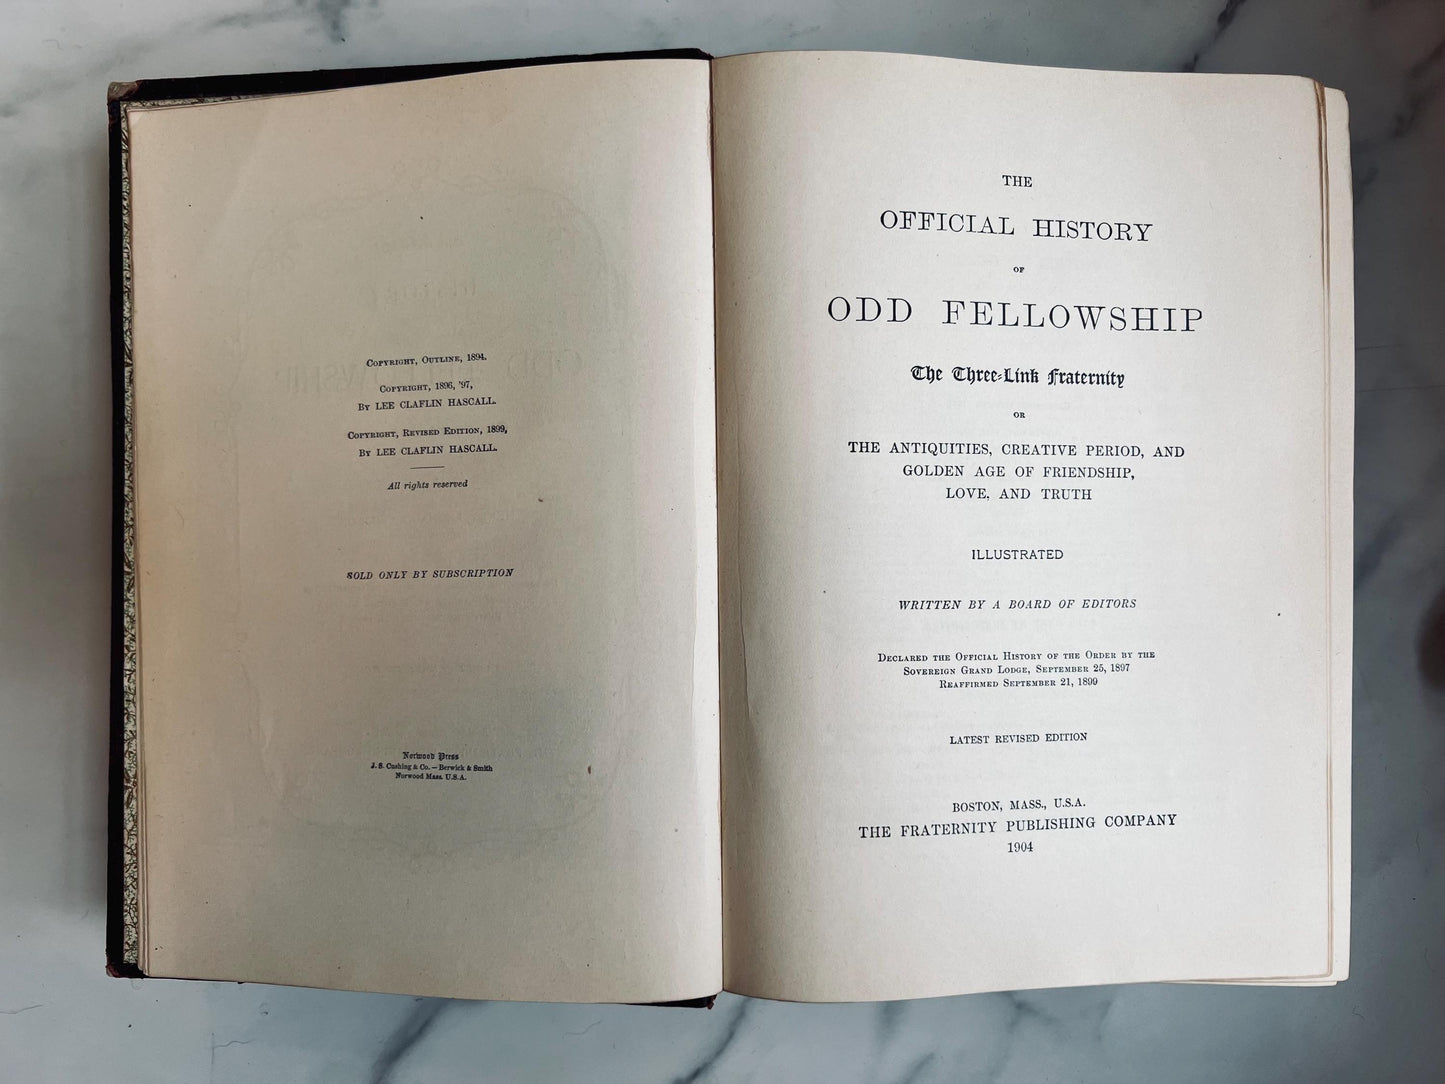 Copyright, Outline, 1894.
Copyright, 1896, '97,
By LEE CLAFLIN HASCALL.
Copyright, Revised Edition, 1899,
By LEE CLAFLIN HASCALL.
All rights reserved
SOLD ONLY BY SUBSCRIPTION
Norwood Press
J. S. Cushing & Co. — Berwick & Smith
Norwood Mass. U.S.A.
THE
OFFICIAL HISTORY
OF
ODD FELLOWSHIP
The Three-Link Fraternity
OR
THE ANTIQUITIES, CREATIVE PERIOD, AND
GOLDEN AGE OF FRIENDSHIP,
LOVE, AND TRUTH
ILLUSTRATED
WRITTEN BY A BOARD OF EDITORS
Declared the Official History of the Order by the
Sovereign Grand Lodge, September 25, 1897
Reaffirmed September 21, 1899
LATEST REVISED EDITION
BOSTON, MASS., U.S.A.
THE FRATERNITY PUBLISHING COMPANY
1904